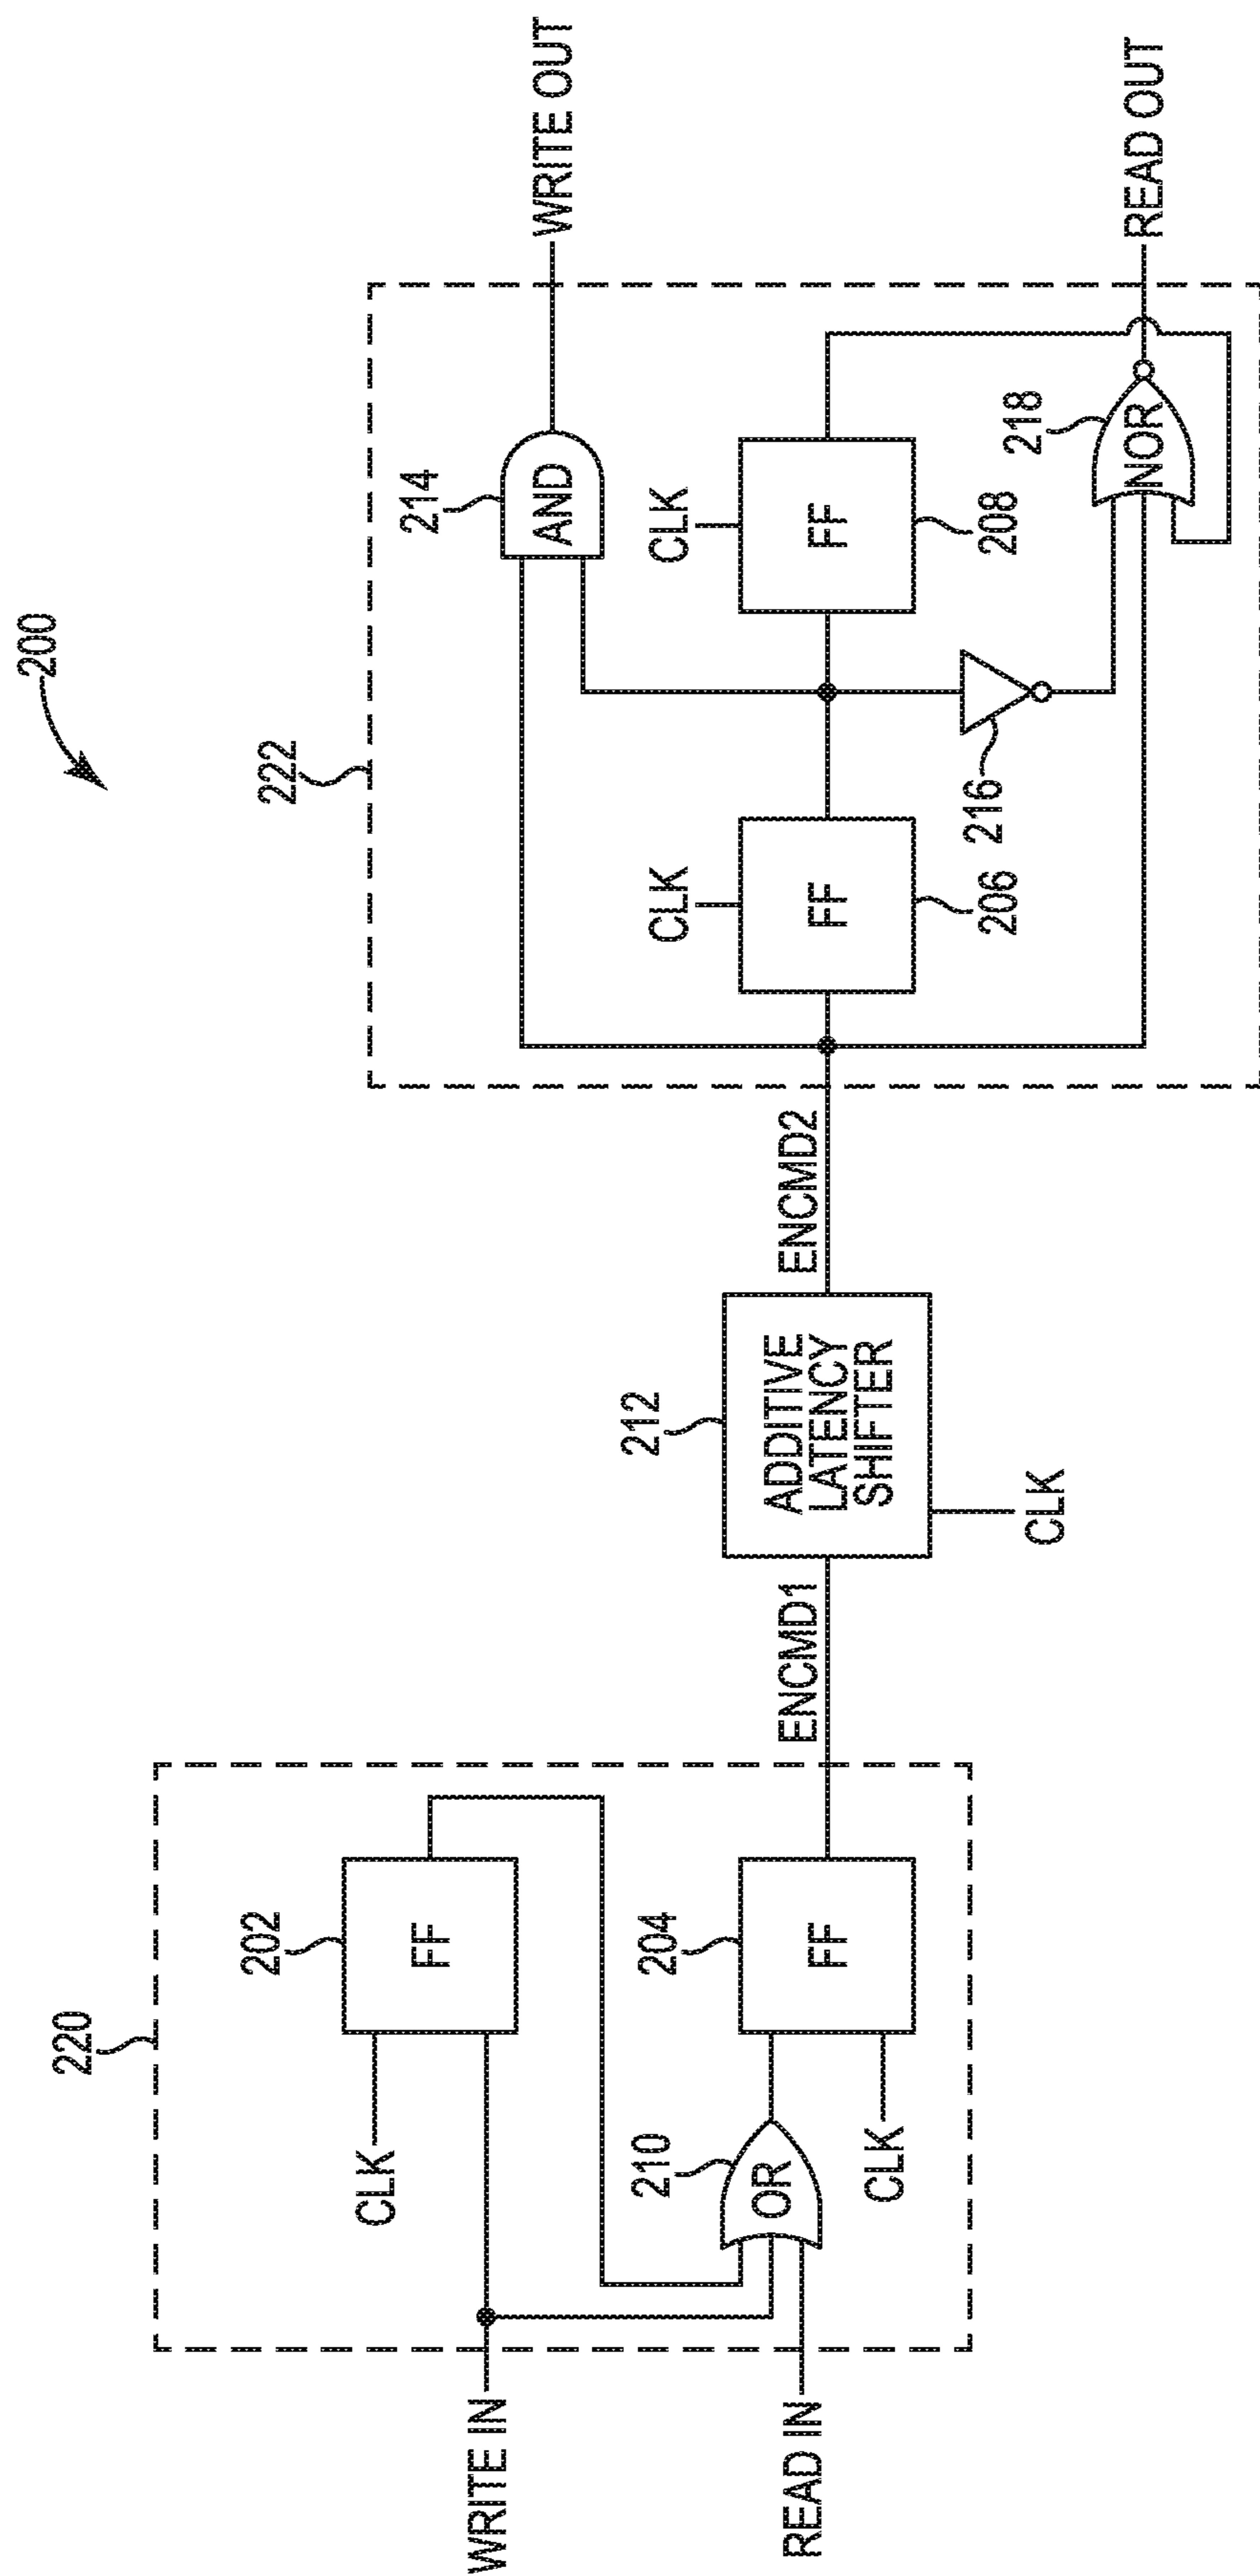 200
220
202
FF
CLK
WRITE IN
210
OR
204
FF
CLK
READ IN
ENCMD1
212
ADDITIVE
LATENCY
SHIFTER
CLK
ENCMD2
222
214
AND
WRITE OUT
CLK
FF
206
CLK
FF
208
216
218
NOR
READ OUT